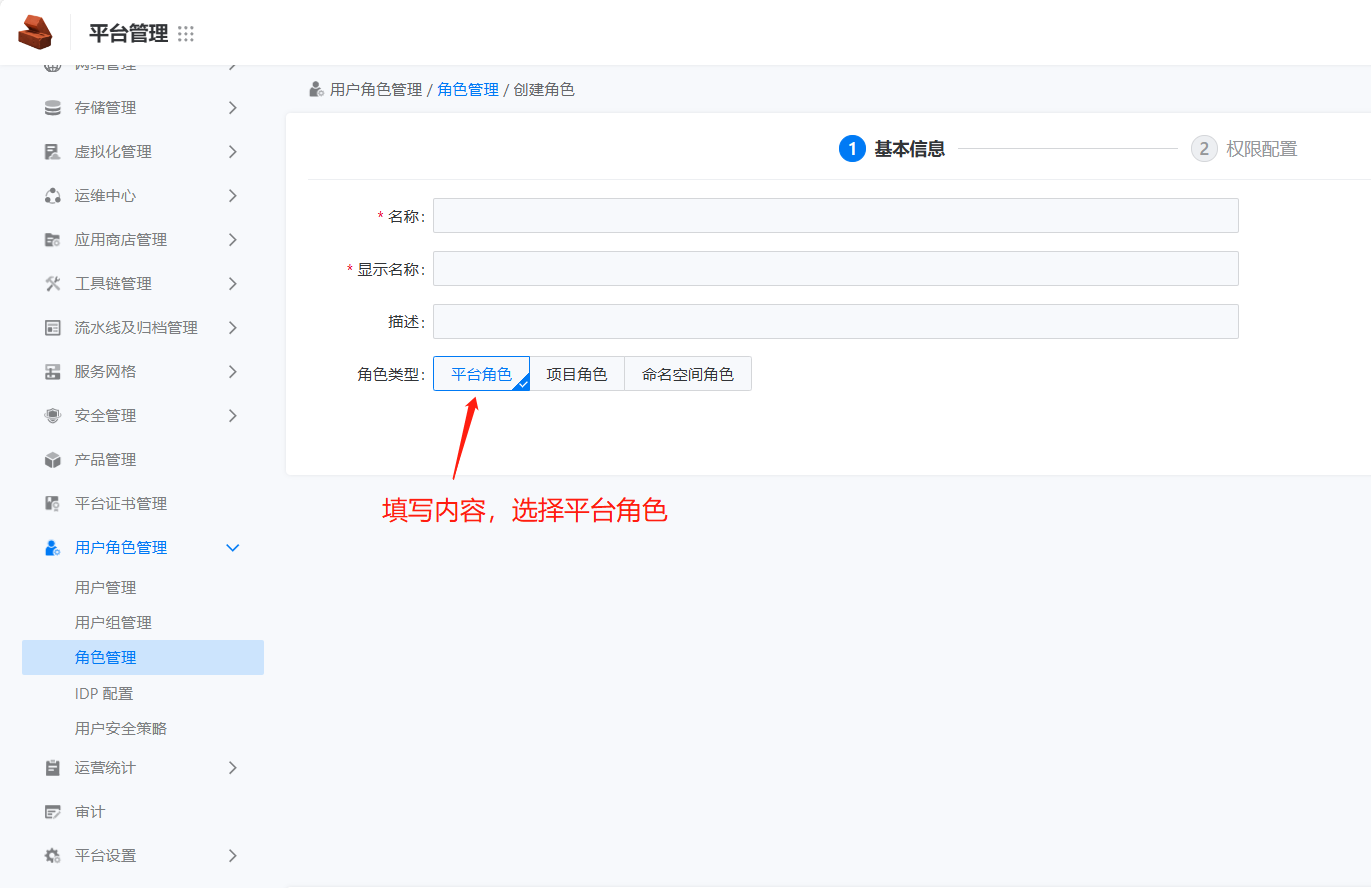 平台管理
网络管理
存储管理
虚拟化管理
运维中心
应用商店管理
工具链管理
流水线及归档管理
服务网格
安全管理
产品管理
平台证书管理
用户角色管理
用户管理
用户组管理
角色管理
IDP 配置
用户安全策略
运营统计
审计
平台设置
用户角色管理 / 角色管理 / 创建角色
1 基本信息 2 权限配置
* 名称:
* 显示名称:
描述:
角色类型: 平台角色 项目角色 命名空间角色
填写内容，选择平台角色